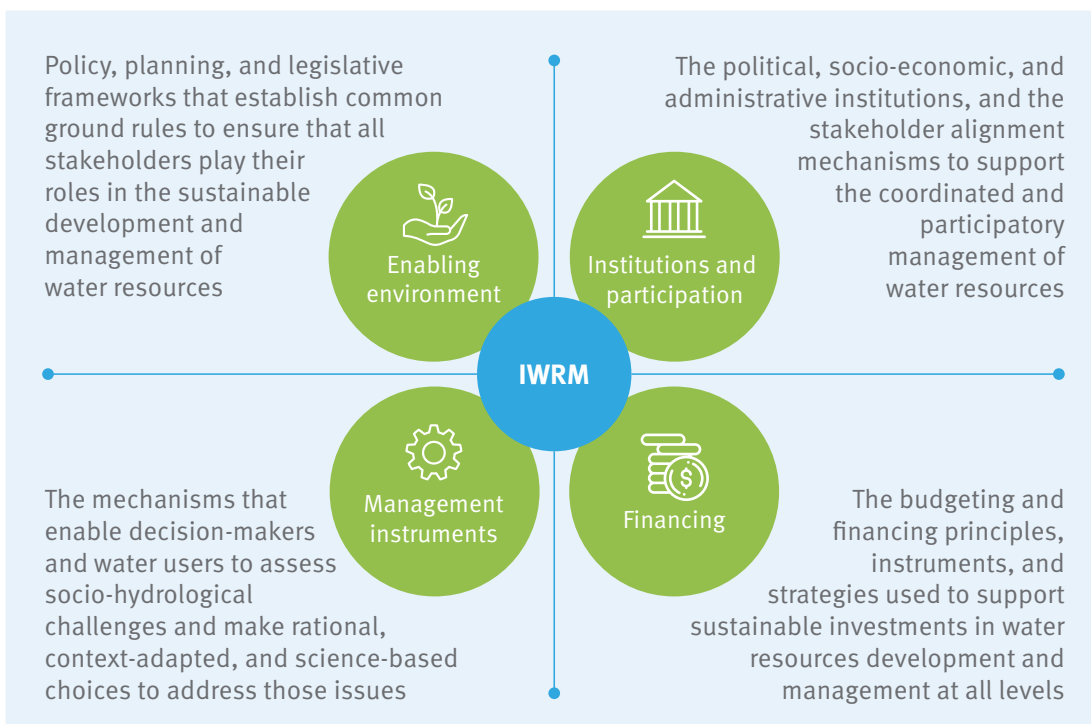 Policy, planning, and legislative
frameworks that establish common
ground rules to ensure that all
stakeholders play their
roles in the sustainable
development and
management of
water resources
Enabling
environment
The political, socio-economic, and
administrative institutions, and the
stakeholder alignment
mechanisms to support
the coordinated and
participatory
management of
water resources
Institutions and
participation
IWRM
The mechanisms that
enable decision-makers
and water users to assess
socio-hydrological
challenges and make rational,
context-adapted, and science-based
choices to address those issues
Management
instruments
$
Financing
The budgeting and
financing principles,
instruments, and
strategies used to support
sustainable investments in water
resources development and
management at all levels